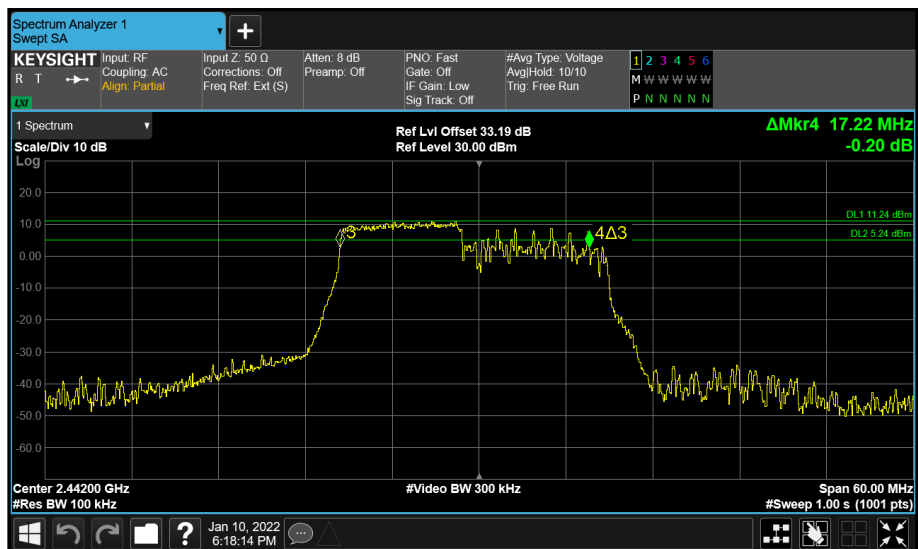 Spectrum Analyzer 1
Swept SA
+
KEYSIGHT
R T
LXI
Input: RF
Coupling: AC
Align: Partial
Input Z: 50 Ω
Corrections: Off
Freq Ref: Ext (S)
Atten: 8 dB
Preamp: Off
PNO: Fast
Gate: Off
IF Gain: Low
Sig Track: Off
#Avg Type: Voltage
Avg|Hold: 10/10
Trig: Free Run
1 2 3 4 5 6
M W W W W W
P N N N N N
1 Spectrum
Scale/Div 10 dB
Log
Ref Lvl Offset 33.19 dB
Ref Level 30.00 dBm
ΔMkr4 17.22 MHz
-0.20 dB
20.0
10.0
0.00
-10.0
-20.0
-30.0
-40.0
-50.0
-60.0
DL1 11.24 dBm
DL2 5.24 dBm
3
4Δ3
Center 2.44200 GHz
#Res BW 100 kHz
#Video BW 300 kHz
Span 60.00 MHz
#Sweep 1.00 s (1001 pts)
?
Jan 10, 2022
6:18:14 PM